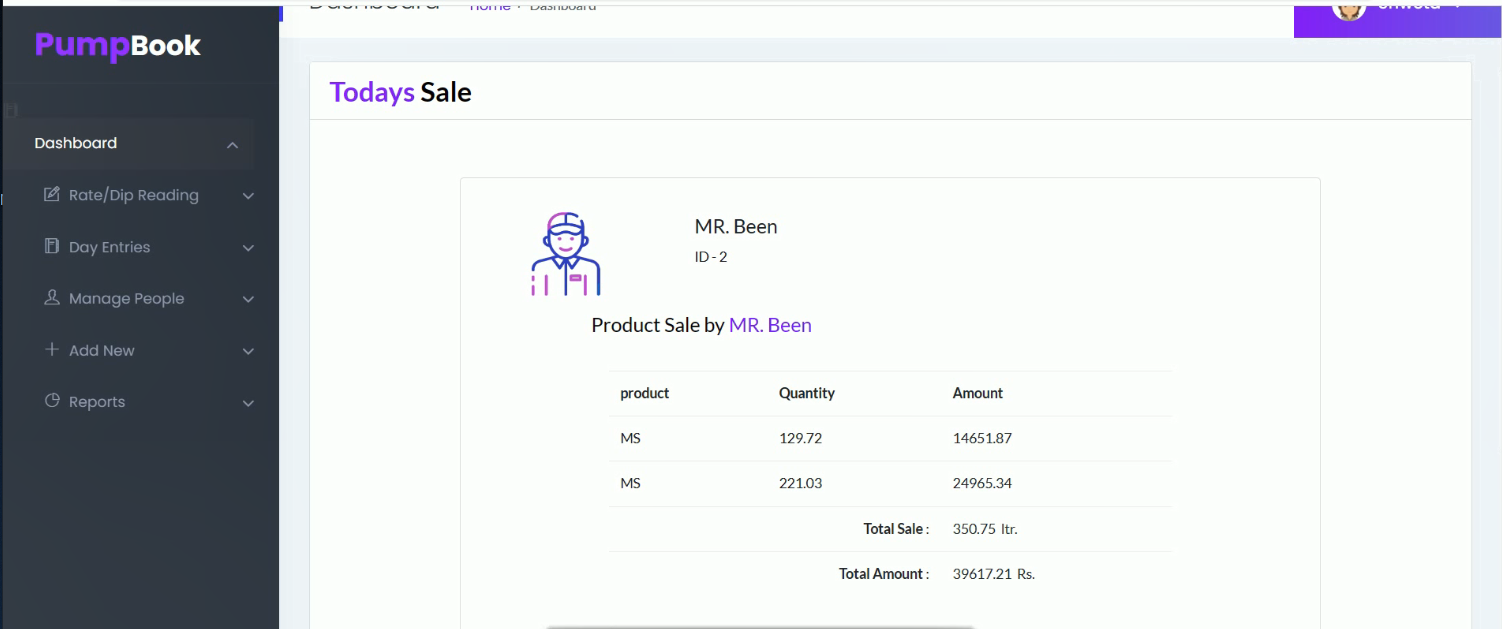 Dashboard Home Dashboard
PumpBook
Todays Sale
Dashboard
Rate/Dip Reading
Day Entries
Manage People
Add New
Reports
MR. Been
ID - 2
Product Sale by MR. Been
product Quantity Amount
MS 129.72 14651.87
MS 221.03 24965.34
Total Sale : 350.75 ltr.
Total Amount : 39617.21 Rs.